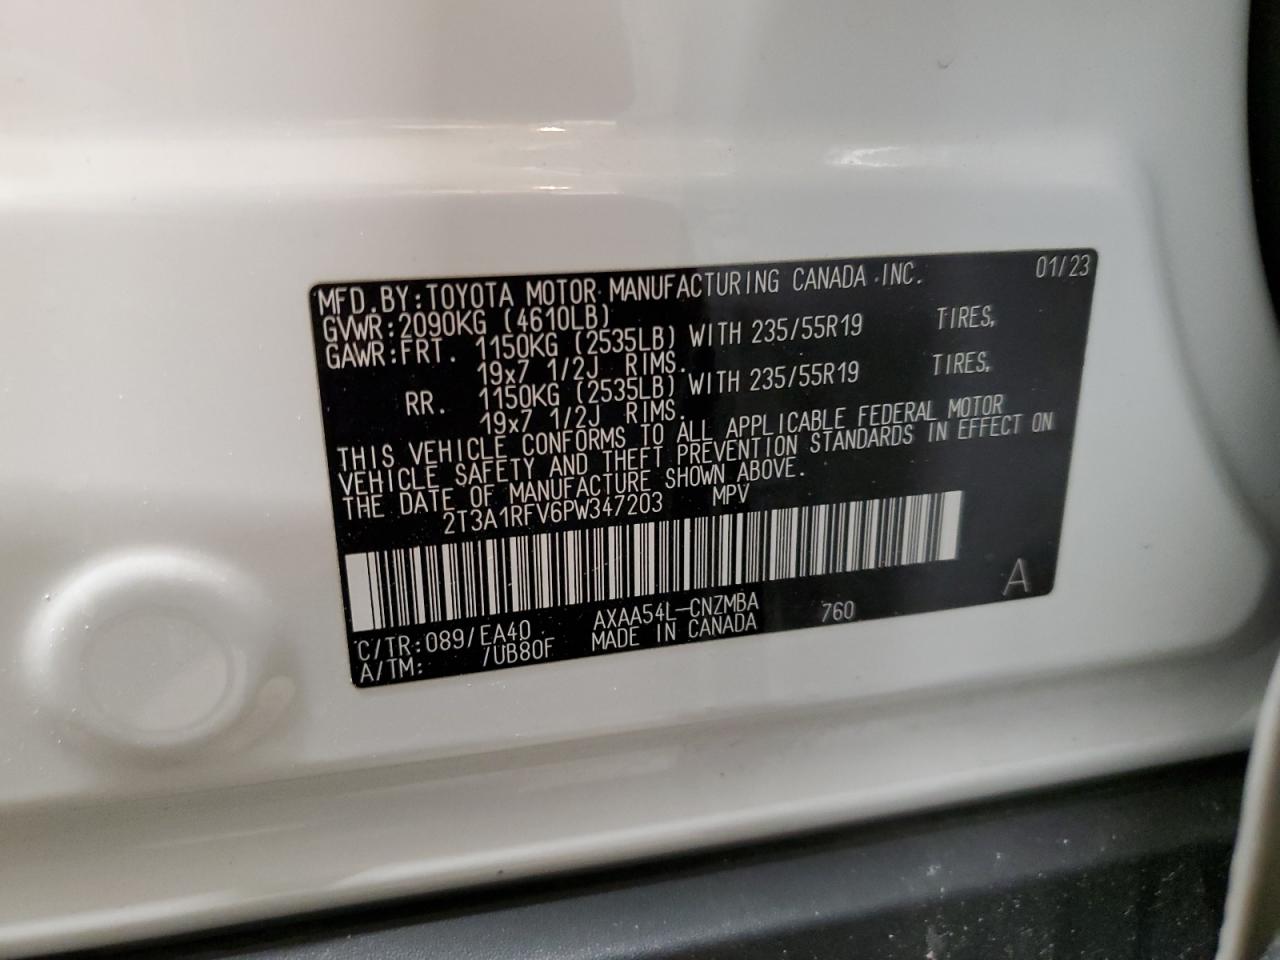 MFD.BY:TOYOTA MOTOR MANUFACTURING CANADA INC. 01/23
GVWR:2090KG (4610LB)
GAWR:FRT. 1150KG (2535LB) WITH 235/55R19 TIRES,
19x7 1/2J RIMS.
RR. 1150KG (2535LB) WITH 235/55R19 TIRES,
19x7 1/2J RIMS.
THIS VEHICLE CONFORMS TO ALL APPLICABLE FEDERAL MOTOR
VEHICLE SAFETY AND THEFT PREVENTION STANDARDS IN EFFECT ON
THE DATE OF MANUFACTURE SHOWN ABOVE.
2T3A1RFV6PW347203 MPV
A
C/TR:089/EA40 AXAA54L-CNZMBA 760
A/TM: /UB80F MADE IN CANADA